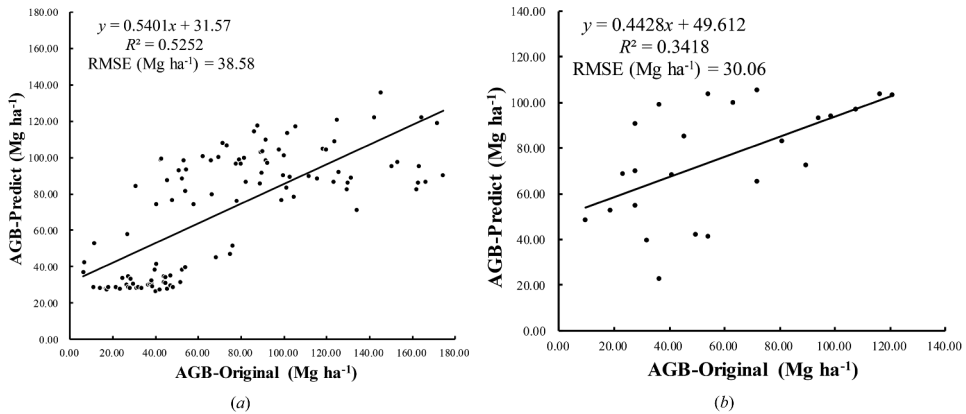 y = 0.5401x + 31.57
R² = 0.5252
RMSE (Mg ha⁻¹) = 38.58
AGB-Predict (Mg ha⁻¹)
180.00
160.00
140.00
120.00
100.00
80.00
60.00
40.00
20.00
0.00
0.00 20.00 40.00 60.00 80.00 100.00 120.00 140.00 160.00 180.00
AGB-Original (Mg ha⁻¹)
(a)
y = 0.4428x + 49.612
R² = 0.3418
RMSE (Mg ha⁻¹) = 30.06
AGB-Predict (Mg ha⁻¹)
140.00
120.00
100.00
80.00
60.00
40.00
20.00
0.00
0.00 20.00 40.00 60.00 80.00 100.00 120.00 140.00
AGB-Original (Mg ha⁻¹)
(b)